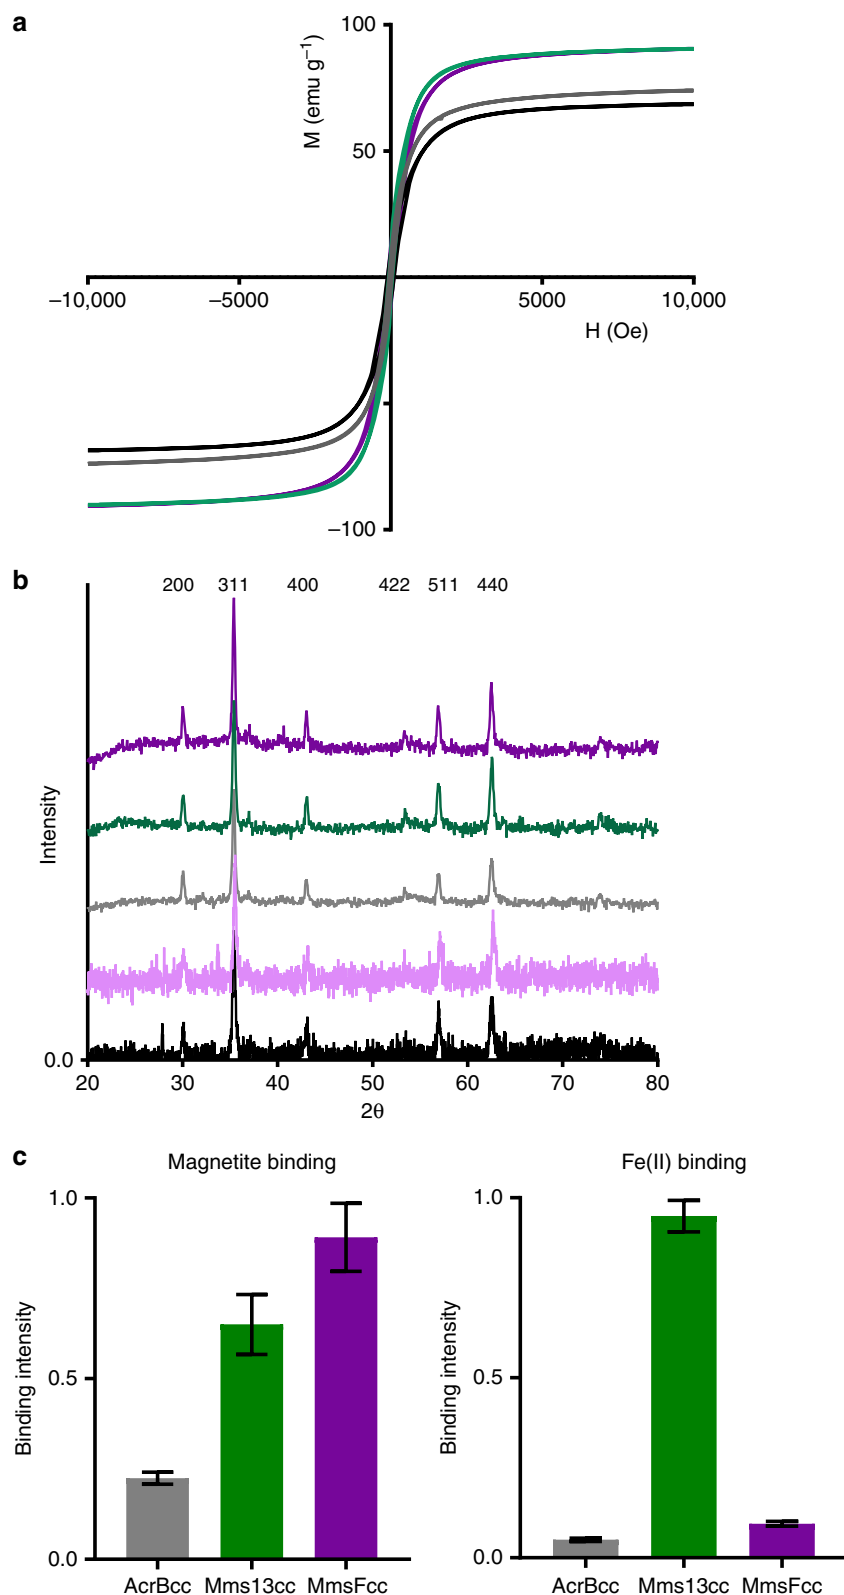 a
100
M (emu g⁻¹)
50
−10,000 −5000 5000 10,000
H (Oe)
−100
b
200 311 400 422 511 440
Intensity
0.0
20 30 40 50 60 70 80
2θ
c
Magnetite binding
1.0
Binding intensity
0.5
0.0
AcrBcc Mms13cc MmsFcc
Fe(II) binding
1.0
Binding intensity
0.5
0.0
AcrBcc Mms13cc MmsFcc